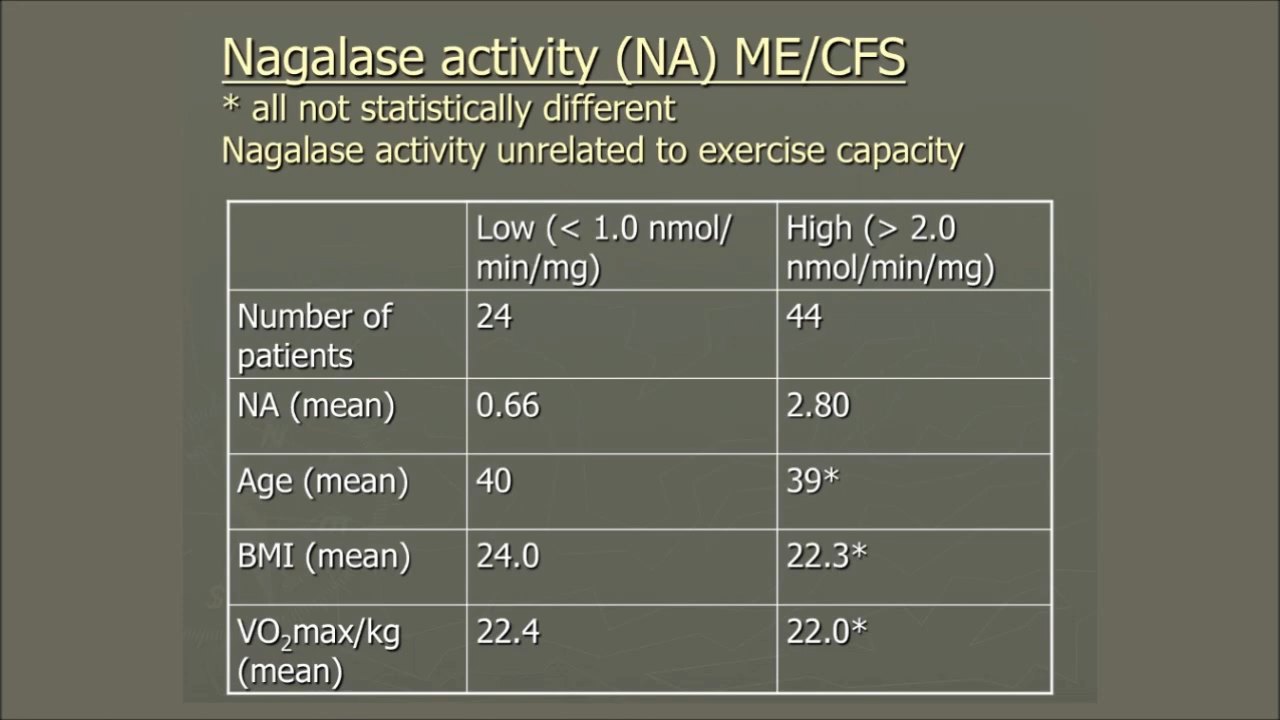 Nagalase activity (NA) ME/CFS
* all not statistically different
Nagalase activity unrelated to exercise capacity
Low (< 1.0 nmol/
min/mg)
High (> 2.0
nmol/min/mg)
Number of
patients
24
44
NA (mean)
0.66
2.80
Age (mean)
40
39*
BMI (mean)
24.0
22.3*
VO₂max/kg
(mean)
22.4
22.0*